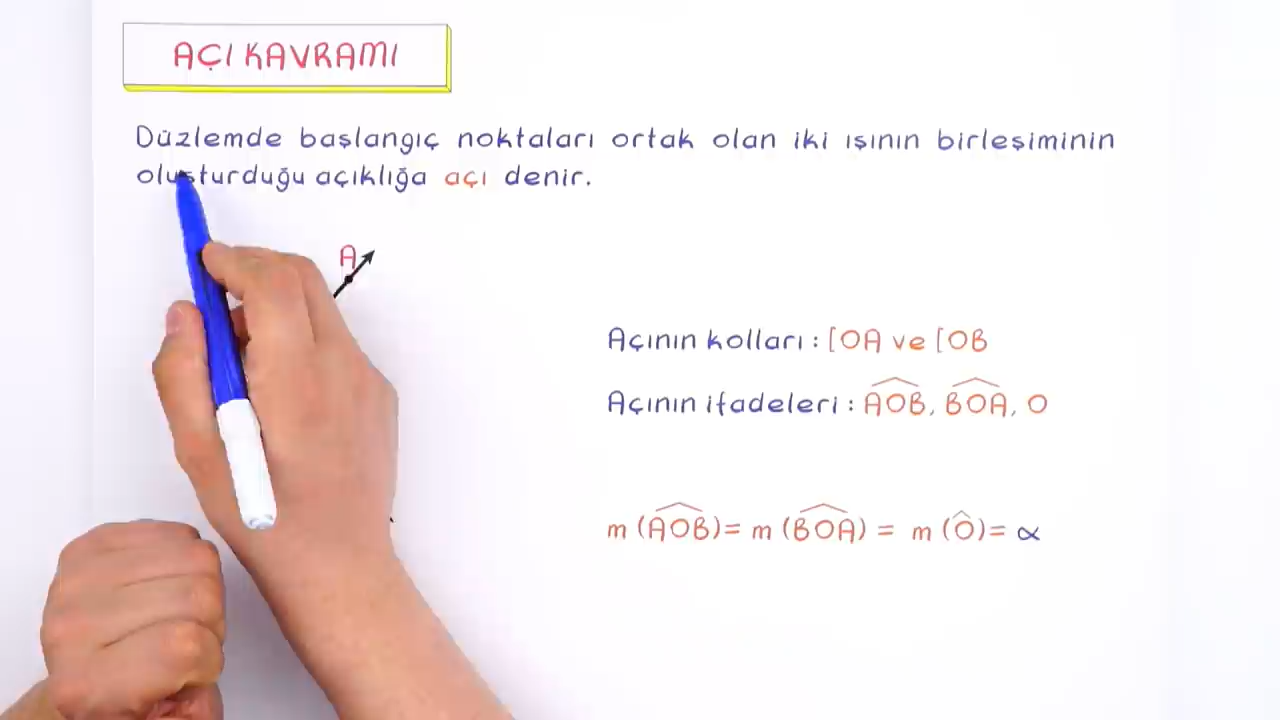 AÇI KAVRAMI
Düzlemde başlangıç noktaları ortak olan iki ışının birleşiminin
oluşturduğu açıklığa açı denir.
A
Açının kolları : [OA ve [OB
Açının ifadeleri : AOB, BOA, O
m (AOB) = m (BOA) = m (Ô) = α